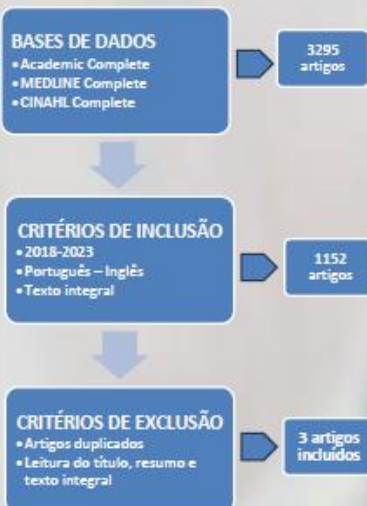 BASES DE DADOS
• Academic Complete
• MEDLINE Complete
• CINAHL Complete
3295
artigos
CRITÉRIOS DE INCLUSÃO
• 2018-2023
• Português – Inglês
• Texto integral
1152
artigos
CRITÉRIOS DE EXCLUSÃO
• Artigos duplicados
• Leitura do título, resumo e
texto integral
3 artigos
incluídos